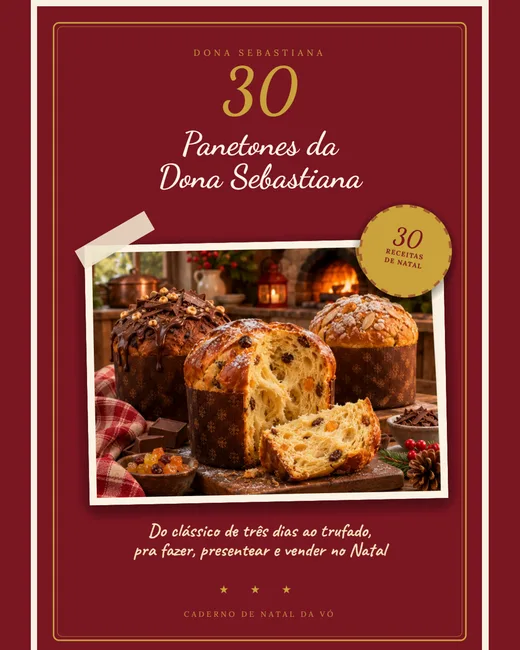 DONA SEBASTIANA
30
Panetones da
Dona Sebastiana
30
RECEITAS
DE NATAL
Do clássico de três dias ao trufado,
pra fazer, presentear e vender no Natal
CADERNO DE NATAL DA VÓ